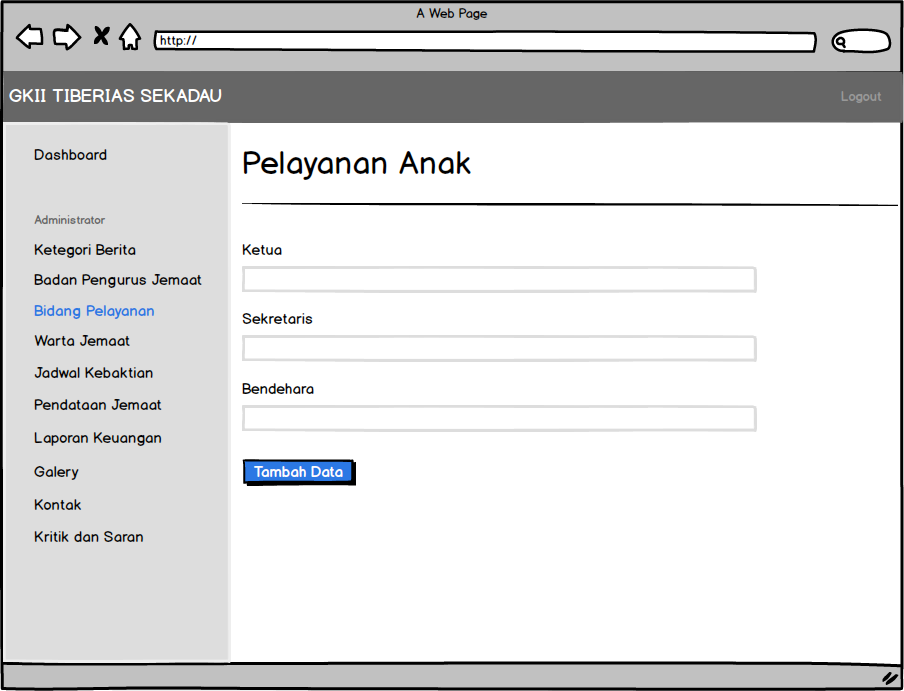 A Web Page
http://
GKII TIBERIAS SEKADAU
Logout
Dashboard
Administrator
Ketegori Berita
Badan Pengurus Jemaat
Bidang Pelayanan
Warta Jemaat
Jadwal Kebaktian
Pendataan Jemaat
Laporan Keuangan
Galery
Kontak
Kritik dan Saran
Pelayanan Anak
Ketua
Sekretaris
Bendehara
Tambah Data